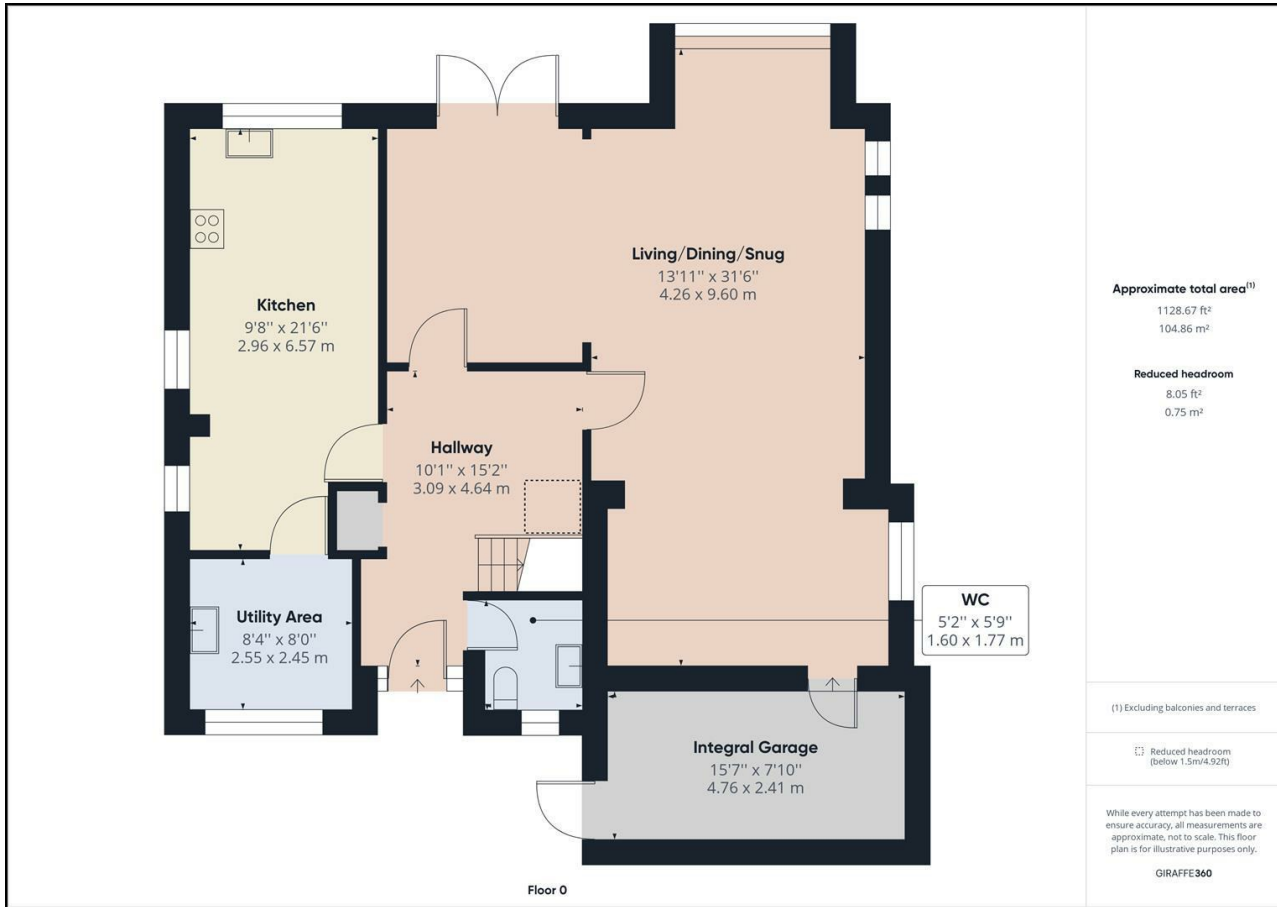 Living/Dining/Snug
13'11'' x 31'6''
4.26 x 9.60 m
Kitchen
9'8'' x 21'6''
2.96 x 6.57 m
Hallway
10'1'' x 15'2''
3.09 x 4.64 m
Utility Area
8'4'' x 8'0''
2.55 x 2.45 m
WC
5'2'' x 5'9''
1.60 x 1.77 m
Integral Garage
15'7'' x 7'10''
4.76 x 2.41 m
Floor 0
Approximate total area(1)
1128.67 ft²
104.86 m²
Reduced headroom
8.05 ft²
0.75 m²
(1) Excluding balconies and terraces
Reduced headroom
(below 1.5m/4.92ft)
While every attempt has been made to
ensure accuracy, all measurements are
approximate, not to scale. This floor
plan is for illustrative purposes only.
GIRAFFE360